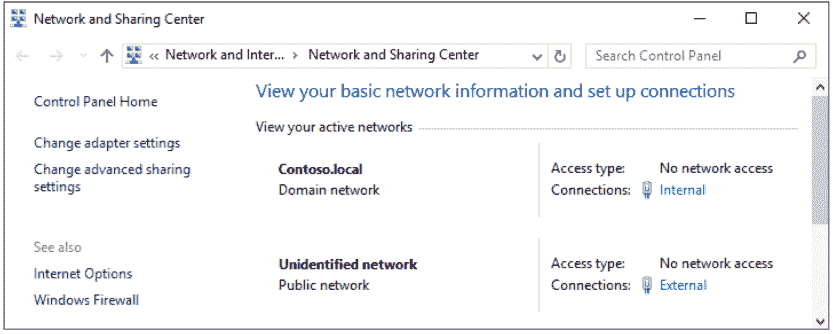 Network and Sharing Center
« Network and Inter... › Network and Sharing Center
Search Control Panel
Control Panel Home
Change adapter settings
Change advanced sharing
settings
See also
Internet Options
Windows Firewall
View your basic network information and set up connections
View your active networks
Contoso.local
Domain network
Access type: No network access
Connections: Internal
Unidentified network
Public network
Access type: No network access
Connections: External